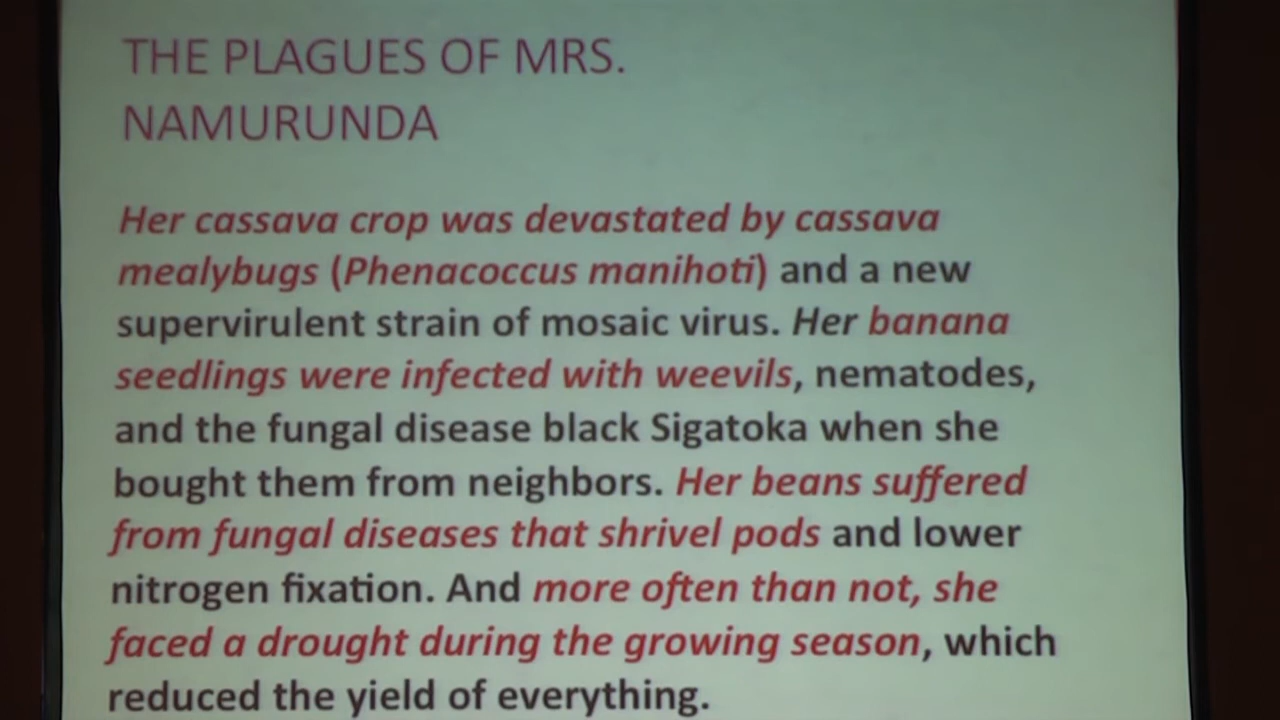 THE PLAGUES OF MRS.
NAMURUNDA
Her cassava crop was devastated by cassava
mealybugs (Phenacoccus manihoti) and a new
supervirulent strain of mosaic virus. Her banana
seedlings were infected with weevils, nematodes,
and the fungal disease black Sigatoka when she
bought them from neighbors. Her beans suffered
from fungal diseases that shrivel pods and lower
nitrogen fixation. And more often than not, she
faced a drought during the growing season, which
reduced the yield of everything.